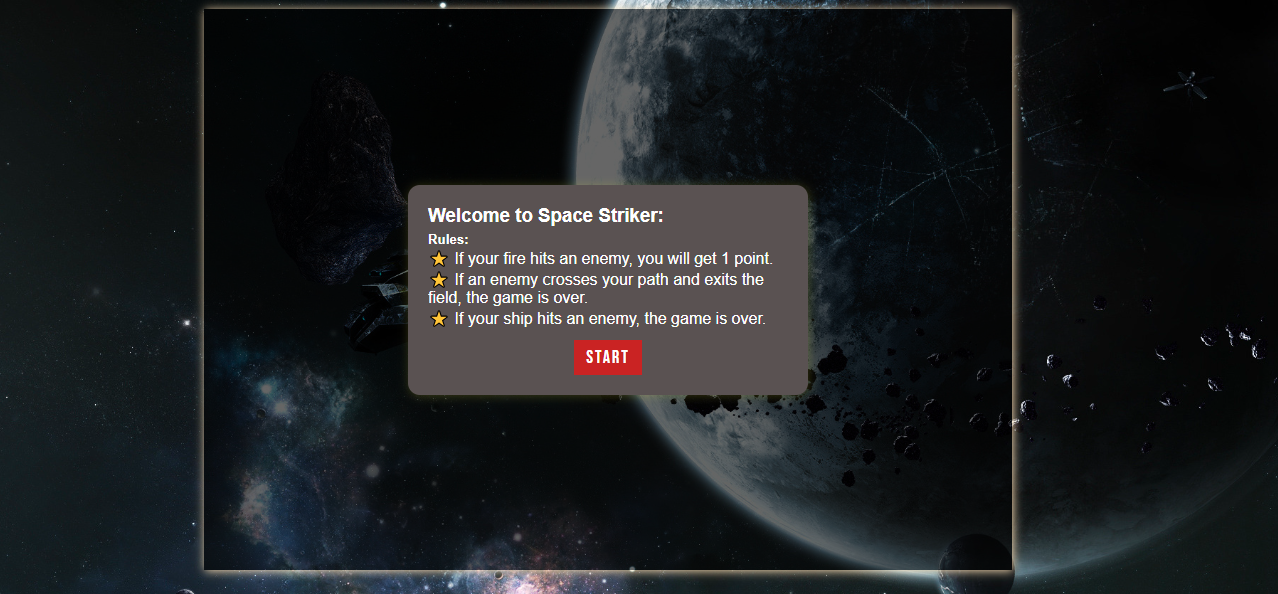 Welcome to Space Striker:
Rules:
If your fire hits an enemy, you will get 1 point.
If an enemy crosses your path and exits the
field, the game is over.
If your ship hits an enemy, the game is over.
START